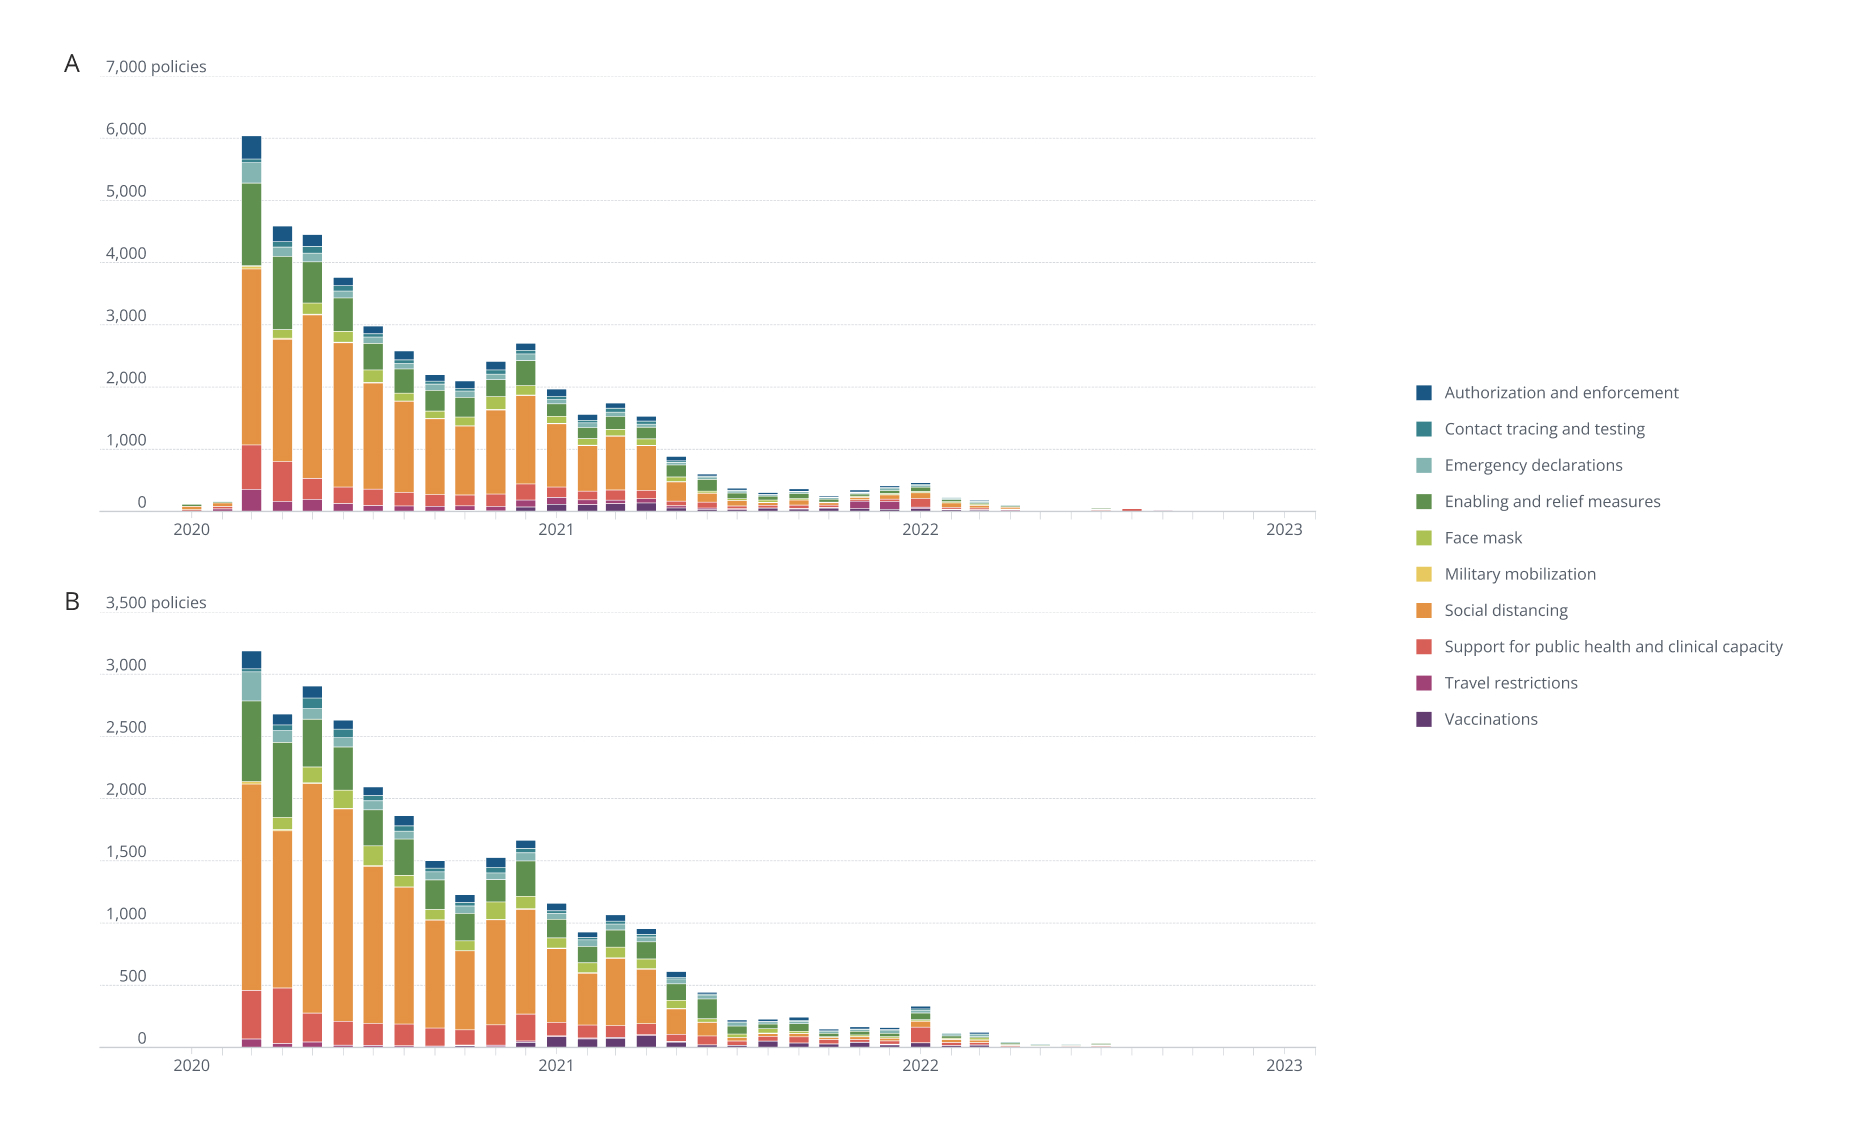 A
7,000 policies
6,000
5,000
4,000
3,000
2,000
1,000
0
2020 2021 2022 2023
B
3,500 policies
3,000
2,500
2,000
1,500
1,000
500
0
2020 2021 2022 2023
Authorization and enforcement
Contact tracing and testing
Emergency declarations
Enabling and relief measures
Face mask
Military mobilization
Social distancing
Support for public health and clinical capacity
Travel restrictions
Vaccinations